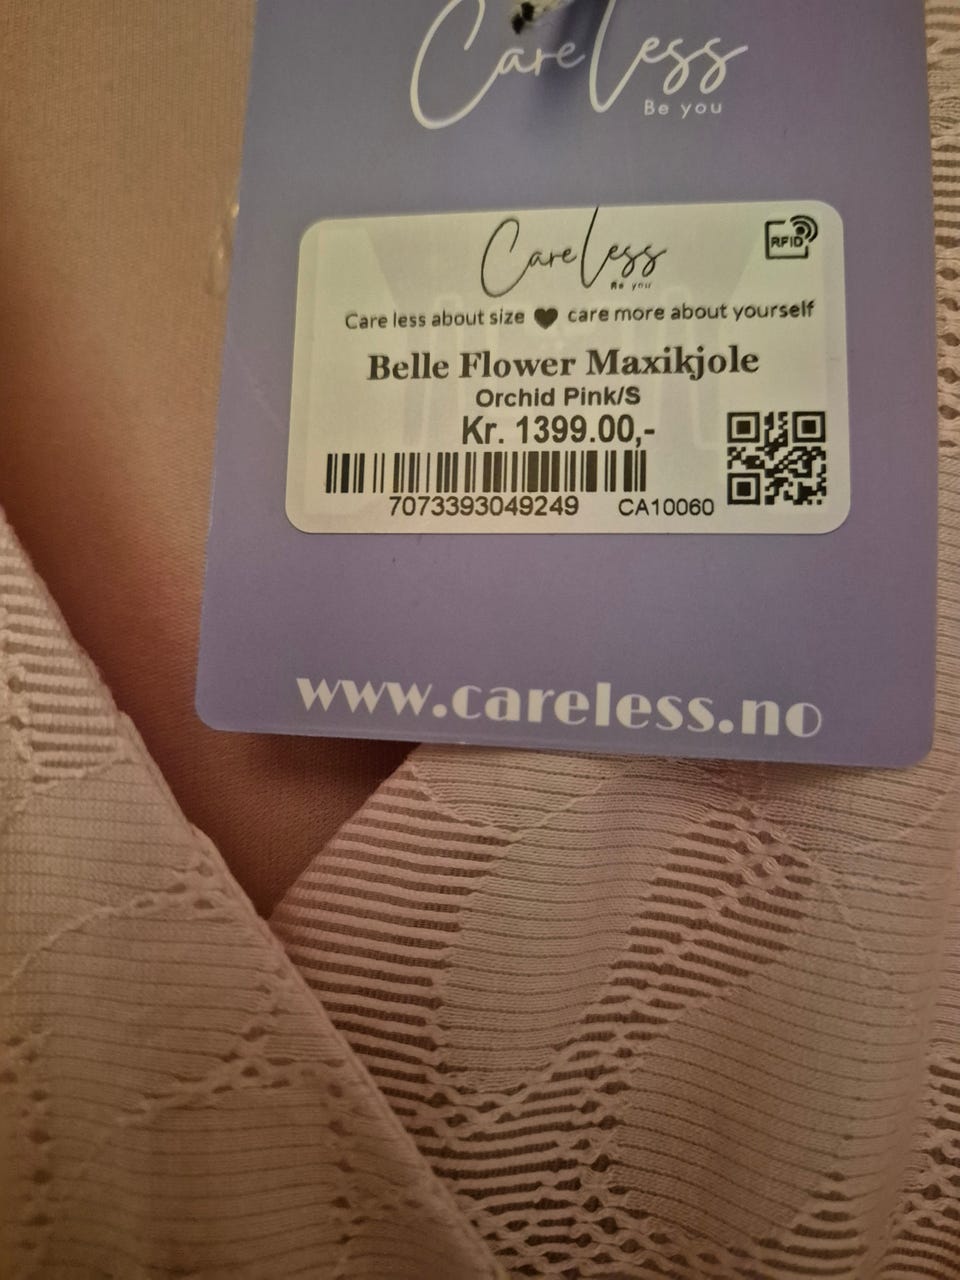 CareLess
Be you
CareLess
Be you
RFID
Care less about size care more about yourself
Belle Flower Maxikjole
Orchid Pink/S
Kr. 1399.00,-
7073393049249 CA10060
www.careless.no